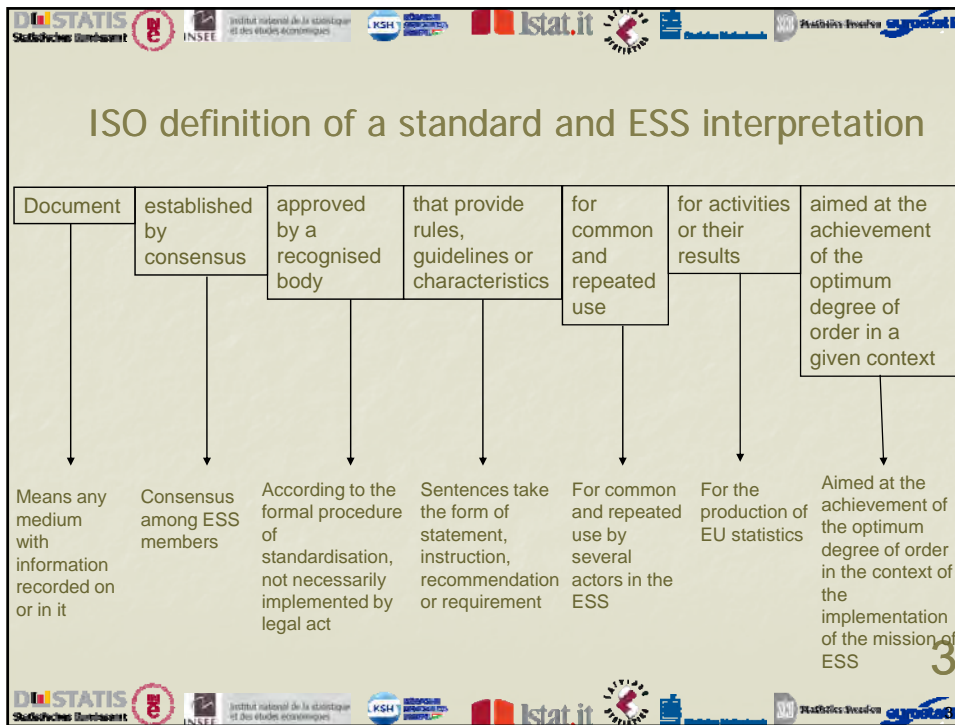 DESTATIS
Statistisches Bundesamt
INSEE
Institut national de la statistique
et des études économiques
KSH
Istat.it
Statistics Sweden eurostat
ISO definition of a standard and ESS interpretation
Document
established
by
consensus
approved
by a
recognised
body
that provide
rules,
guidelines or
characteristics
for
common
and
repeated
use
for activities
or their
results
aimed at the
achievement
of the
optimum
degree of
order in a
given context
Means any
medium
with
information
recorded on
or in it
Consensus
among ESS
members
According to the
formal procedure
of
standardisation,
not necessarily
implemented by
legal act
Sentences take
the form of
statement,
instruction,
recommendation
or requirement
For common
and repeated
use by
several
actors in the
ESS
For the
production of
EU statistics
Aimed at the
achievement of
the optimum
degree of order
in the context of
the
implementation
of the mission of
ESS
3
DESTATIS
Statistisches Bundesamt
INSEE
Institut national de la statistique
et des études économiques
KSH
Istat.it
Statistics Sweden eurostat
3